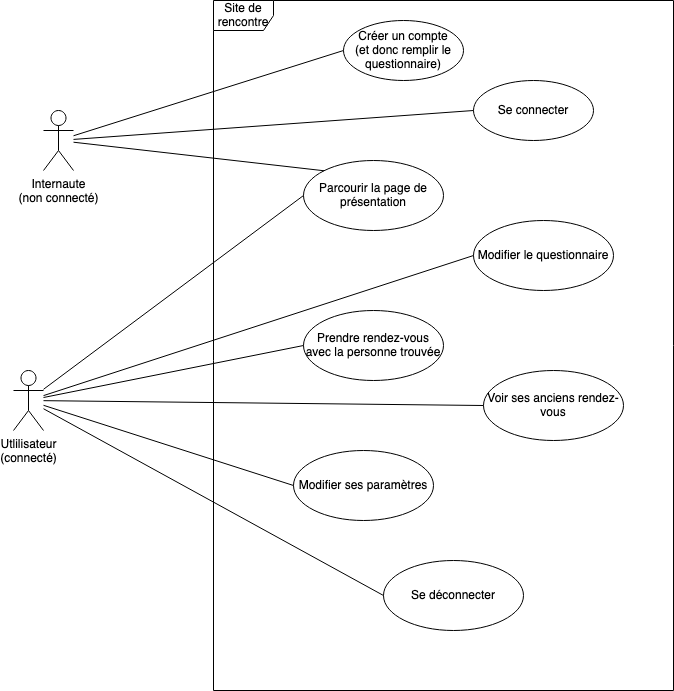 Site de
rencontre
Créer un compte
(et donc remplir le
questionnaire)
Se connecter
Internaute
(non connecté)
Parcourir la page de
présentation
Modifier le questionnaire
Prendre rendez-vous
avec la personne trouvée
Voir ses anciens rendez-
vous
Utlilisateur
(connecté)
Modifier ses paramètres
Se déconnecter